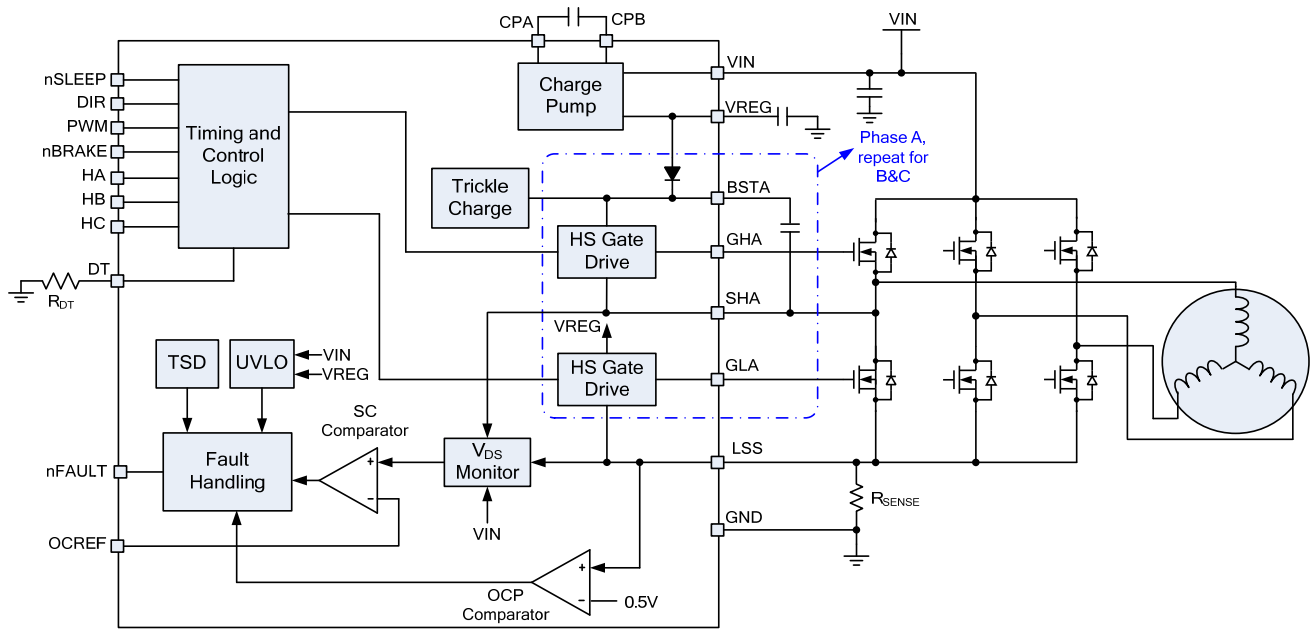 CPA
CPB
VIN
nSLEEP
DIR
PWM
nBRAKE
HA
HB
HC
DT
RDT
Timing and
Control
Logic
Charge
Pump
VIN
VREG
Phase A,
repeat for
B&C
Trickle
Charge
BSTA
HS Gate
Drive
GHA
SHA
VREG
HS Gate
Drive
GLA
TSD
UVLO
VIN
VREG
SC
Comparator
+
−
Fault
Handling
nFAULT
VDS
Monitor
VIN
LSS
RSENSE
GND
OCREF
OCP
Comparator
+
−
0.5V